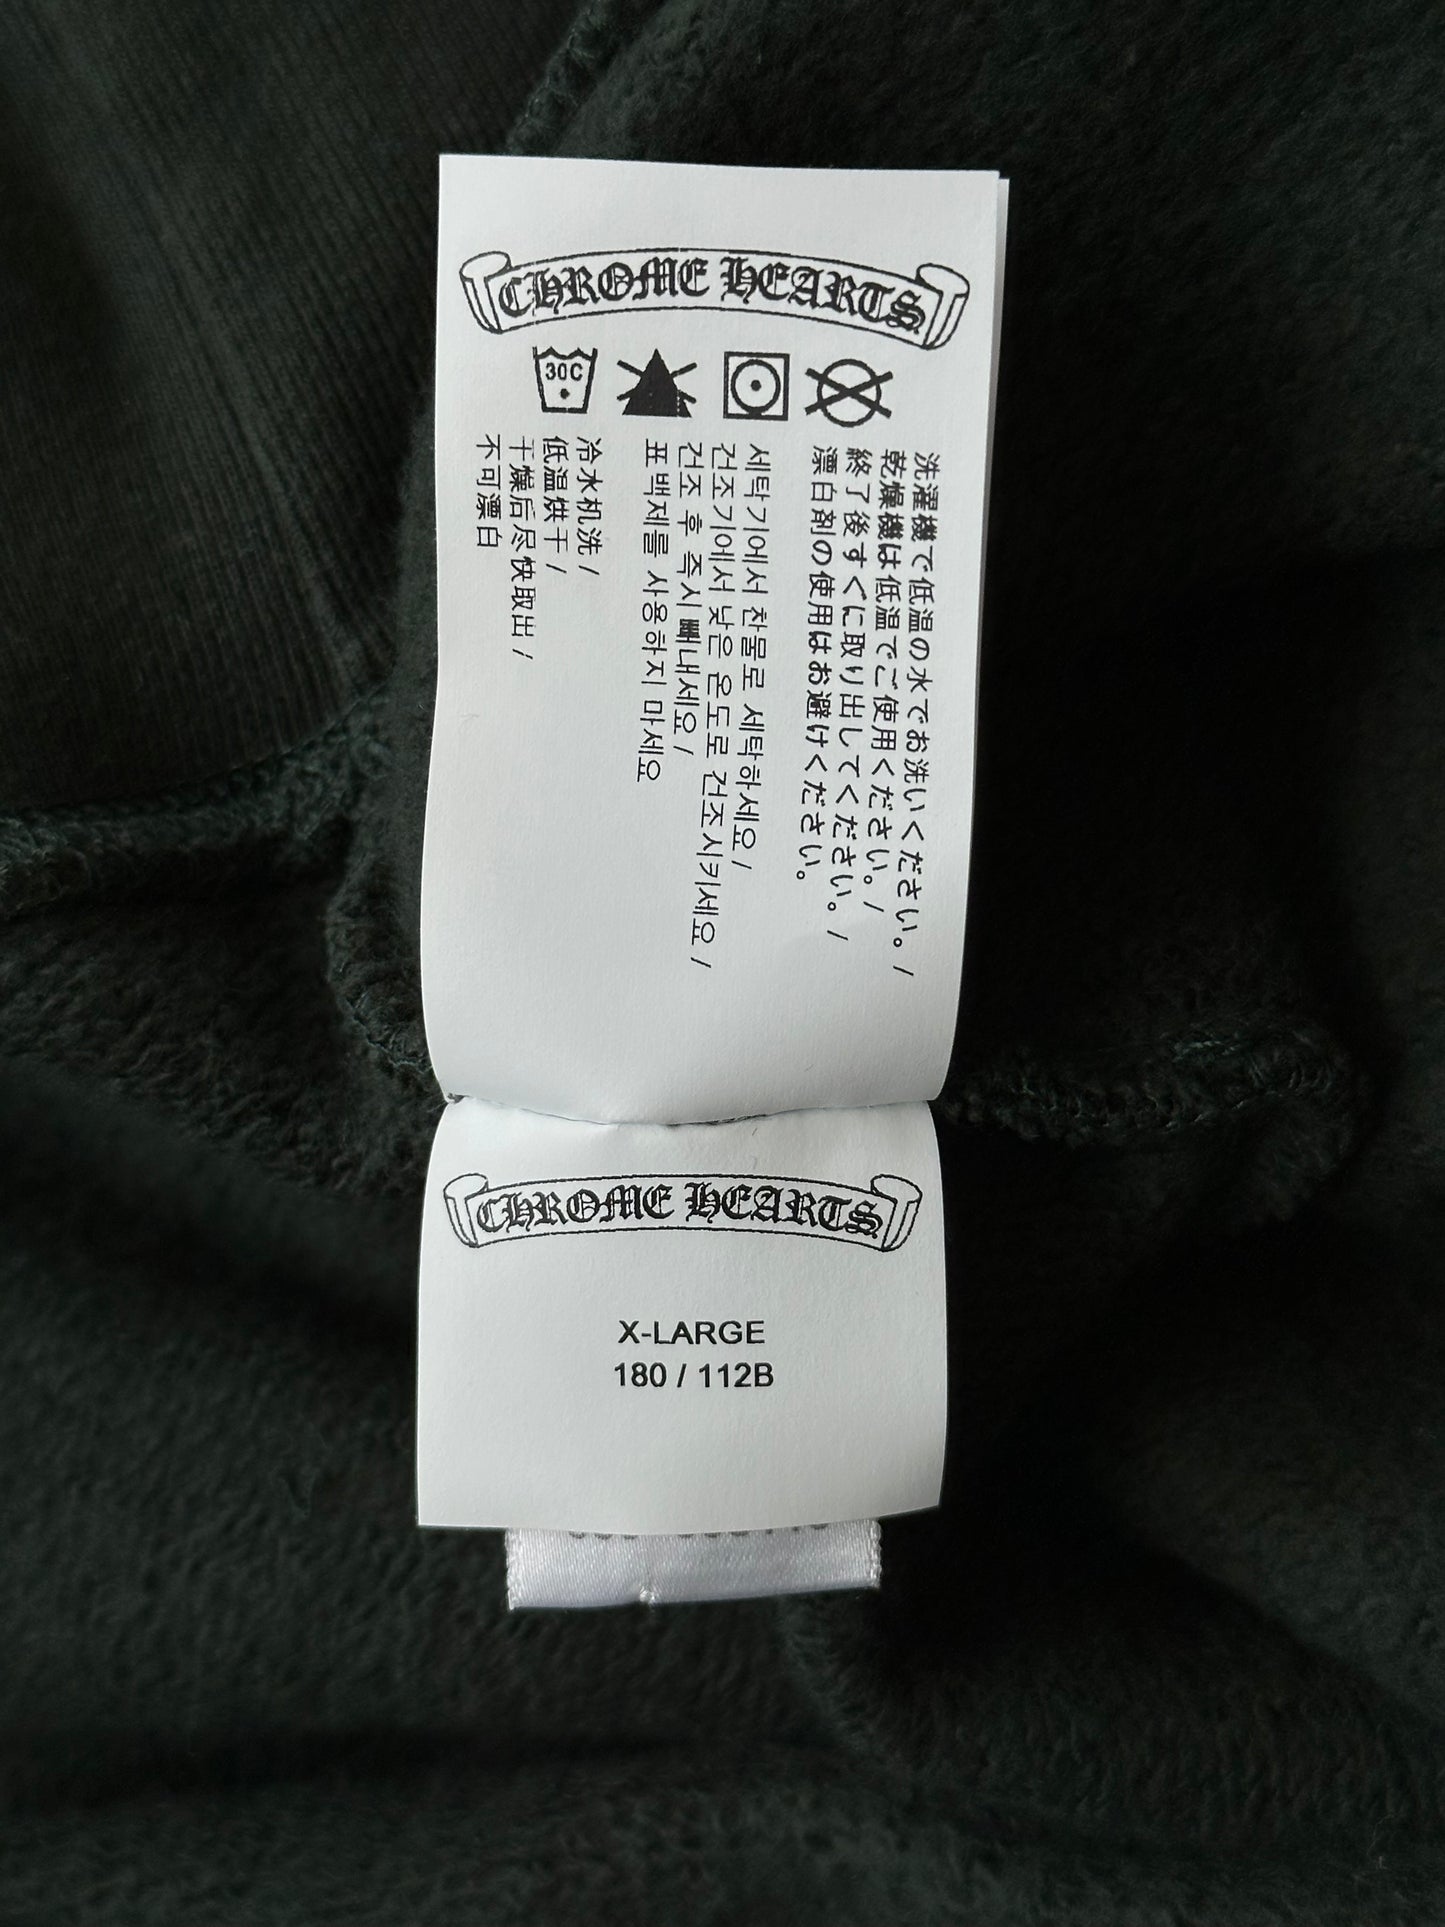 CHROME HEARTS
30C
洗濯機で低温の水でお洗いください。/
乾燥機は低温でご使用ください。/
終了後すぐに取り出してください。/
漂白剤の使用はお避けください。
세탁기에서 찬물로 세탁하세요 /
건조기에서 낮은 온도로 건조시키세요 /
건조 후 즉시 빼내세요 /
표백제를 사용하지 마세요
冷水机洗 /
低温烘干 /
干燥后尽快取出 /
不可漂白
CHROME HEARTS
X-LARGE
180 / 112B